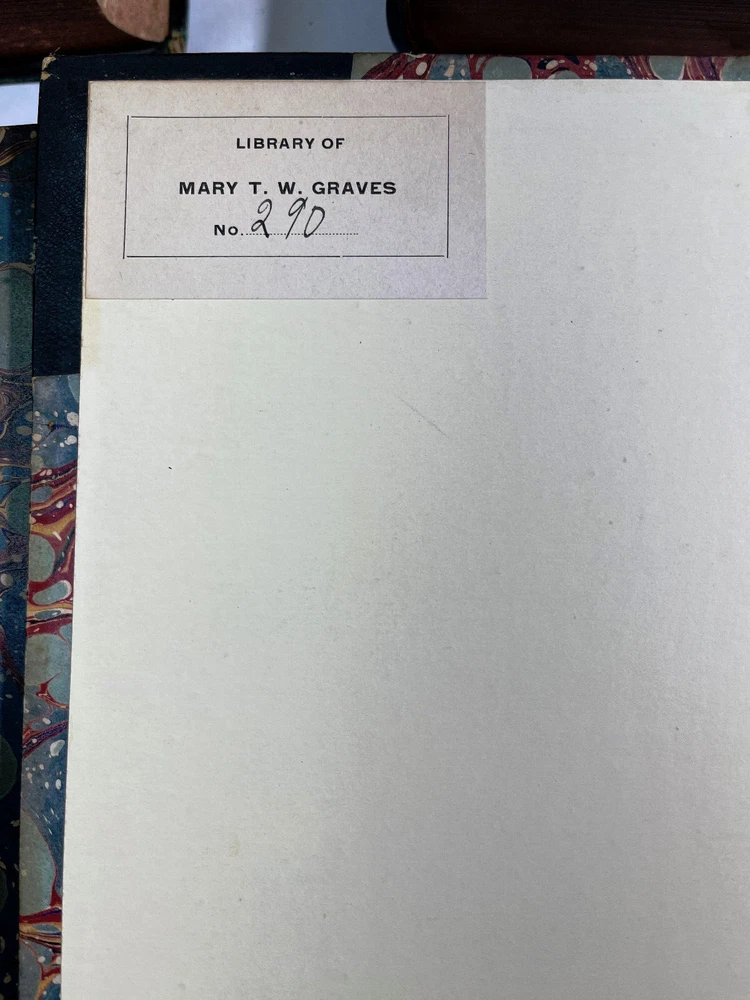 LIBRARY OF
MARY T. W. GRAVES
No. 290